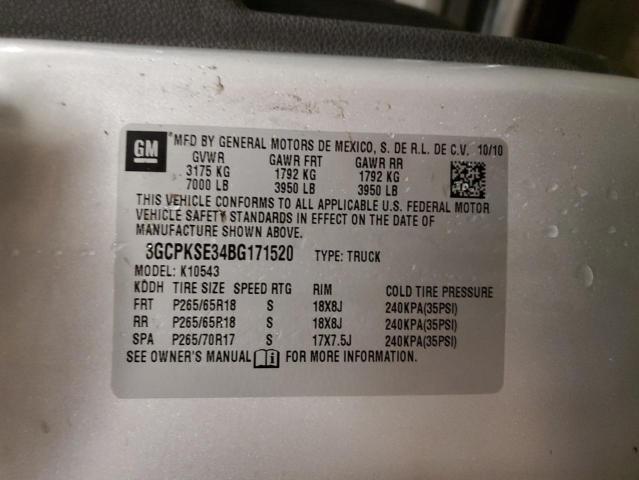 GM ® MFD BY GENERAL MOTORS DE MEXICO, S. DE R.L. DE C.V. 10/10
GVWR GAWR FRT GAWR RR
3175 KG 1792 KG 1792 KG
7000 LB 3950 LB 3950 LB
THIS VEHICLE CONFORMS TO ALL APPLICABLE U.S. FEDERAL MOTOR
VEHICLE SAFETY STANDARDS IN EFFECT ON THE DATE OF
MANUFACTURE SHOWN ABOVE.
3GCPKSE34BG171520 TYPE: TRUCK
MODEL: K10543
KDDH TIRE SIZE SPEED RTG RIM COLD TIRE PRESSURE
FRT P265/65R18 S 18X8J 240KPA(35PSI)
RR P265/65R18 S 18X8J 240KPA(35PSI)
SPA P265/70R17 S 17X7.5J 240KPA(35PSI)
SEE OWNER'S MANUAL FOR MORE INFORMATION.